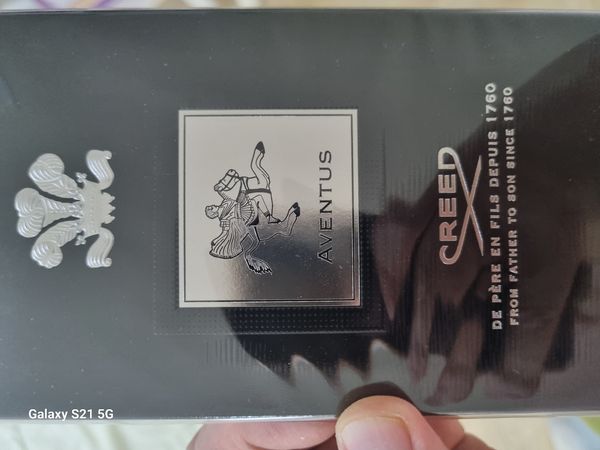 AVENTUS
CREED
DE PÈRE EN FILS DEPUIS 1760
FROM FATHER TO SON SINCE 1760
Galaxy S21 5G